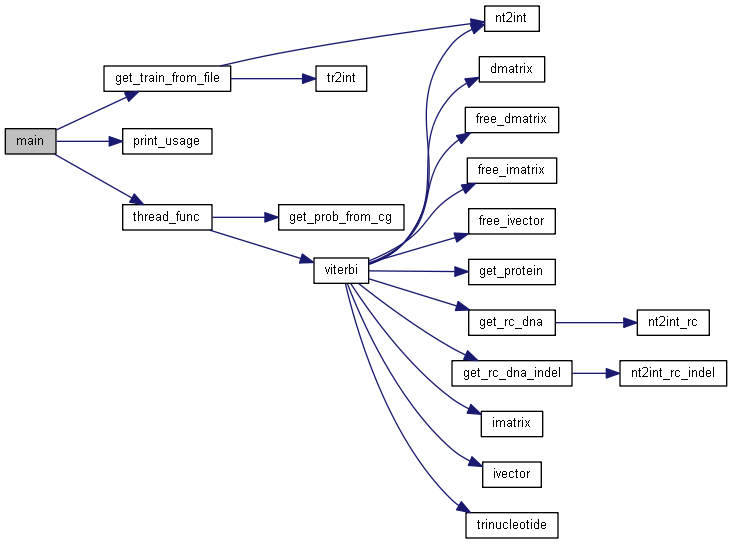 nt2int
dmatrix
get_train_from_file
tr2int
free_dmatrix
main
print_usage
free_imatrix
thread_func
get_prob_from_cg
free_ivector
viterbi
get_protein
get_rc_dna
nt2int_rc
get_rc_dna_indel
nt2int_rc_indel
imatrix
ivector
trinucleotide